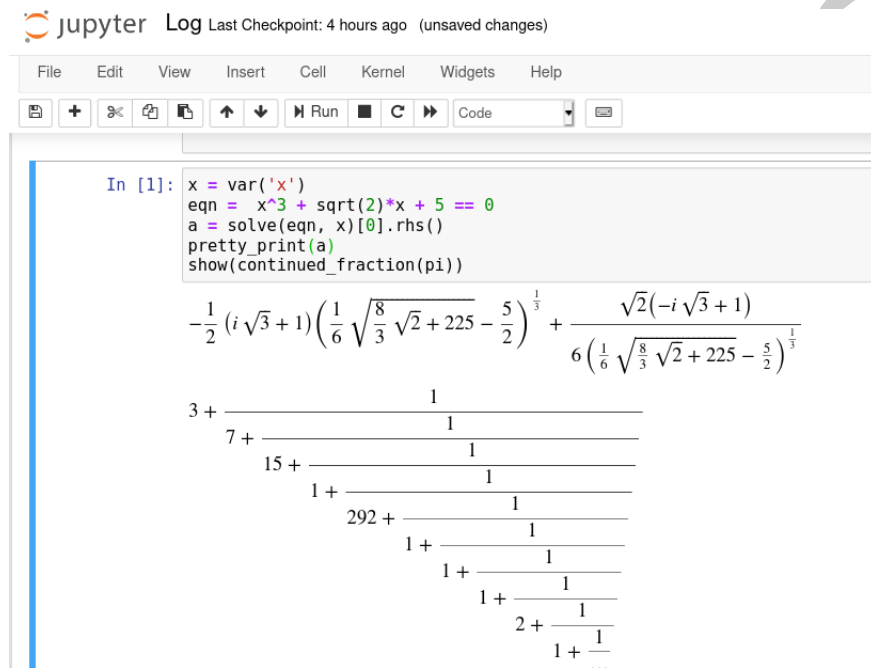 jupyter Log Last Checkpoint: 4 hours ago (unsaved changes)
File Edit View Insert Cell Kernel Widgets Help
Run Code
In [1]: x = var('x')
eqn =  x^3 + sqrt(2)*x + 5 == 0
a = solve(eqn, x)[0].rhs()
pretty_print(a)
show(continued_fraction(pi))
-1/2 (i √3 + 1) (1/6 √(8/3 √2 + 225) - 5/2)^(1/3) + √2(-i √3 + 1) / 6 (1/6 √(8/3 √2 + 225) - 5/2)^(1/3)
1
3 +
1
7 +
1
15 +
1
1 +
1
292 +
1
1 +
1
1 +
1
1 +
1
2 +
1
1 +